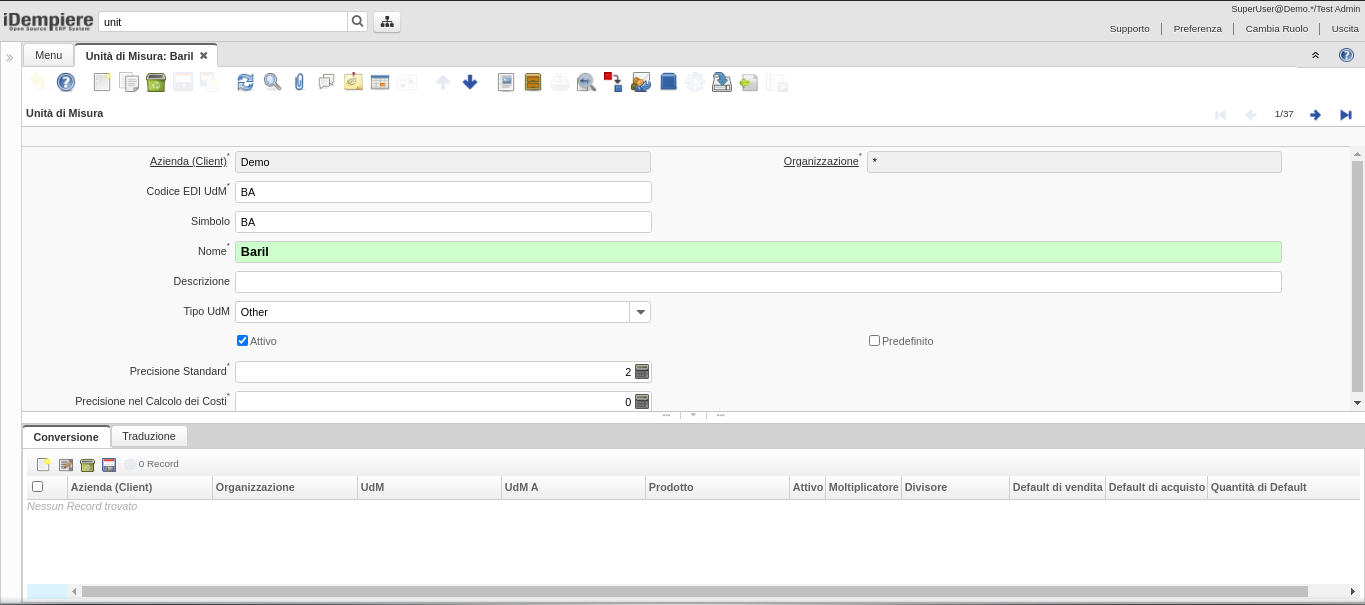 SuperUser@Demo.*/Test Admin
iDempiere
Open Source ERP System
unit
Supporto
Preferenza
Cambia Ruolo
Uscita
Menu
Unità di Misura: Baril
Unità di Misura
1/37
Azienda (Client)* Demo
Organizzazione* *
Codice EDI UdM* BA
Simbolo BA
Nome* Baril
Descrizione
Tipo UdM Other
Attivo
Predefinito
Precisione Standard* 2
Precisione nel Calcolo dei Costi* 0
Conversione
Traduzione
0 Record
Azienda (Client) Organizzazione UdM UdM A Prodotto Attivo Moltiplicatore Divisore Default di vendita Default di acquisto Quantità di Default
Nessun Record trovato